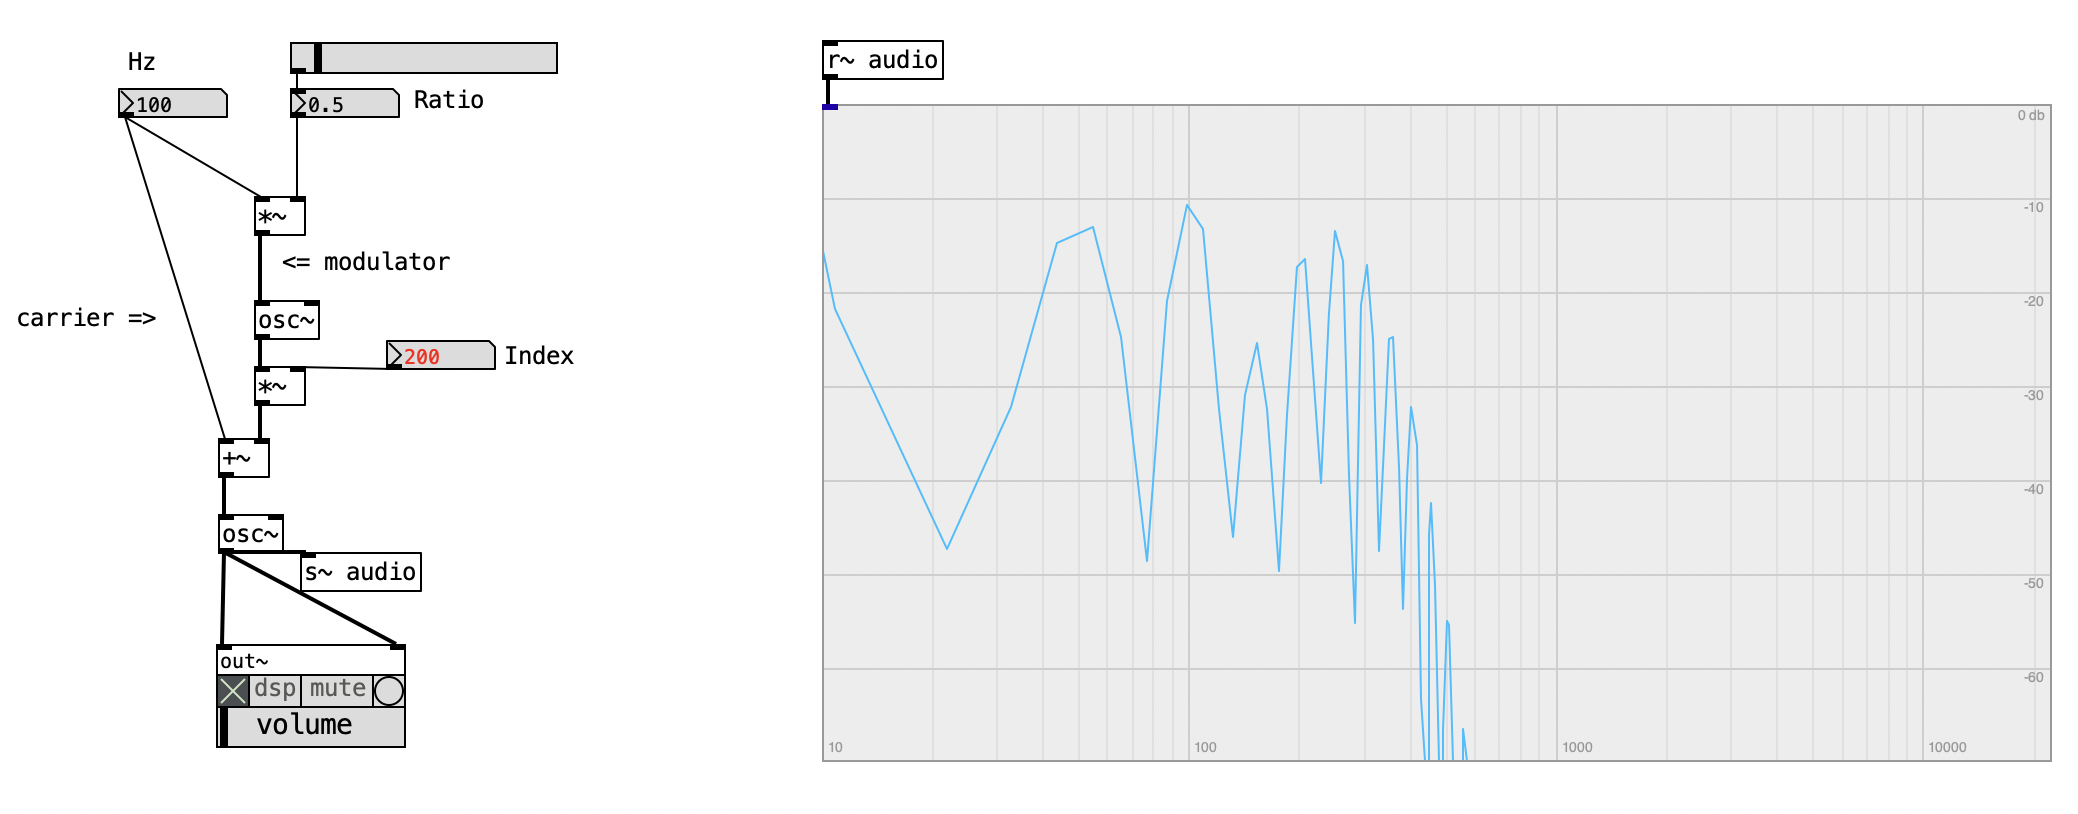 Hz
100
0.5
Ratio
*~
<= modulator
carrier =>
osc~
200
Index
*~
+~
osc~
s~ audio
out~
dsp
mute
volume
r~ audio
0 db
-10
-20
-30
-40
-50
-60
10
100
1000
10000